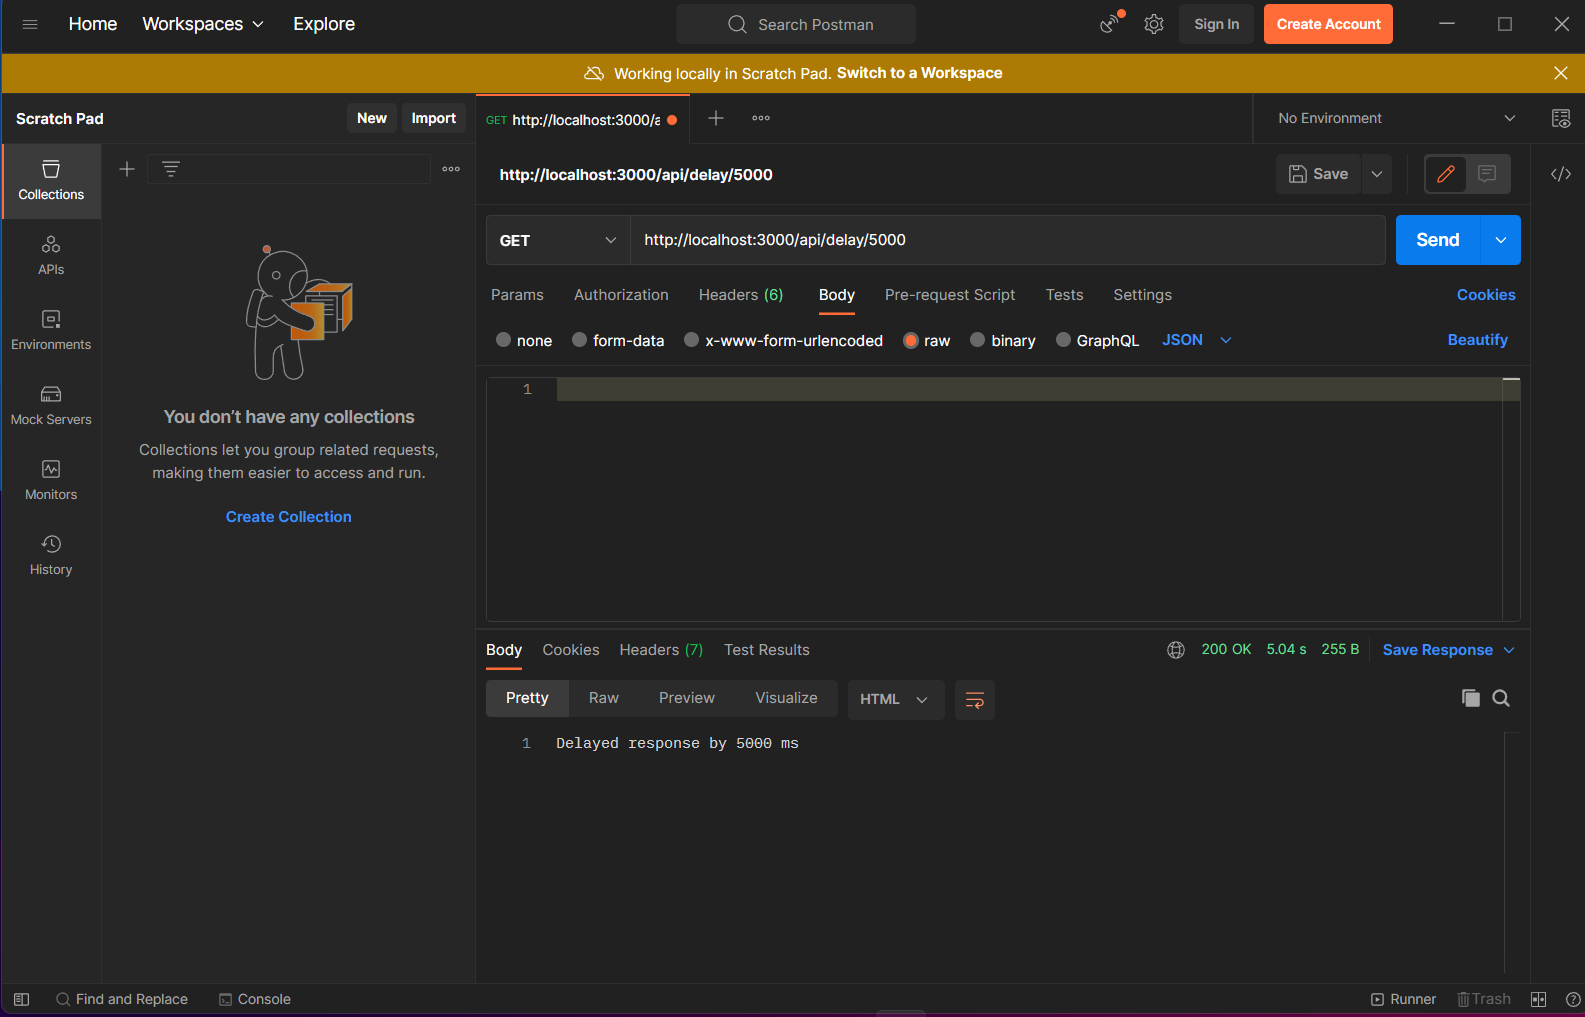 Home Workspaces Explore Search Postman Sign In Create Account
Working locally in Scratch Pad. Switch to a Workspace
Scratch Pad New Import
GET http://localhost:3000/a No Environment
Collections
APIs
Environments
Mock Servers
Monitors
History
You don't have any collections
Collections let you group related requests,
making them easier to access and run.
Create Collection
http://localhost:3000/api/delay/5000 Save
GET http://localhost:3000/api/delay/5000 Send
Params Authorization Headers (6) Body Pre-request Script Tests Settings Cookies
none form-data x-www-form-urlencoded raw binary GraphQL JSON Beautify
1
Body Cookies Headers (7) Test Results 200 OK 5.04 s 255 B Save Response
Pretty Raw Preview Visualize HTML
1 Delayed response by 5000 ms
Find and Replace Console Runner Trash